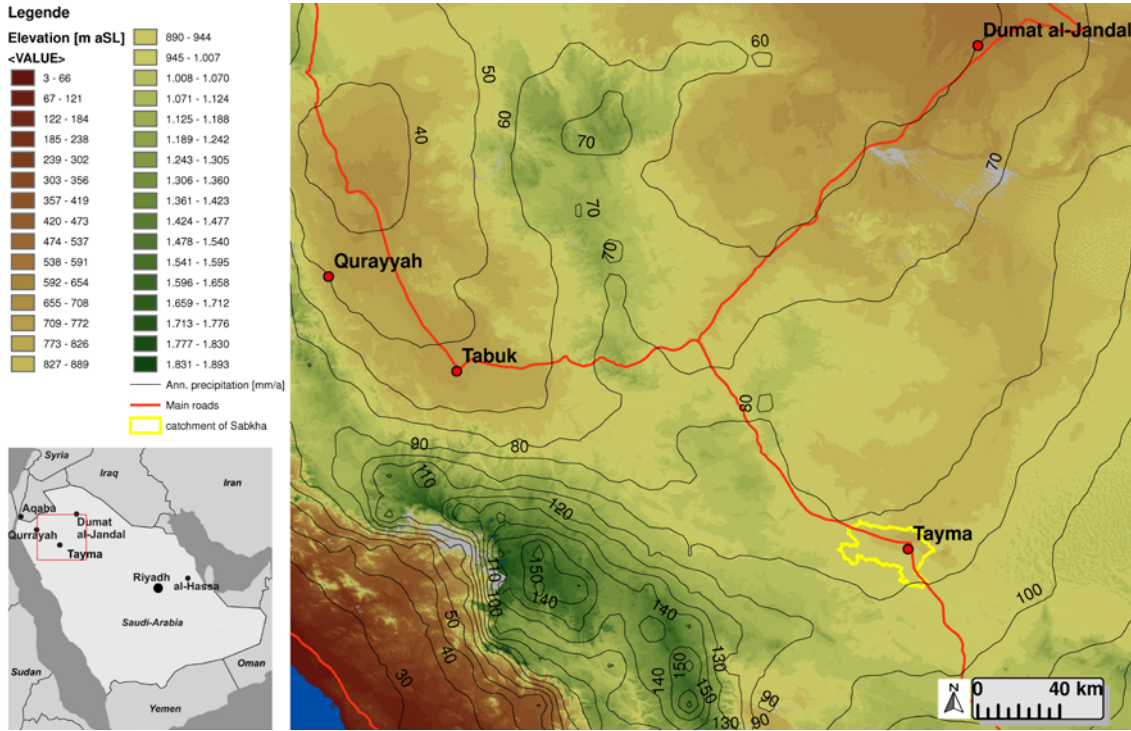 Legende
Elevation [m aSL]
<VALUE>
3 - 66
67 - 121
122 - 184
185 - 238
239 - 302
303 - 356
357 - 419
420 - 473
474 - 537
538 - 591
592 - 654
655 - 708
709 - 772
773 - 826
827 - 889
890 - 944
945 - 1.007
1.008 - 1.070
1.071 - 1.124
1.125 - 1.188
1.189 - 1.242
1.243 - 1.305
1.306 - 1.360
1.361 - 1.423
1.424 - 1.477
1.478 - 1.540
1.541 - 1.595
1.596 - 1.658
1.659 - 1.712
1.713 - 1.776
1.777 - 1.830
1.831 - 1.893
Ann. precipitation [mm/a]
Main roads
catchment of Sabkha
Syria
Iraq
Iran
Aqaba
Dumat
al-Jandal
Qurrayah
Tayma
Riyadh
al-Hassa
Saudi-Arabia
Sudan
Oman
Yemen
Dumat al-Jandal
60
50
60
40
70
70
70
70
Qurayyah
Tabuk
80
80
90
110
120
Tayma
110
150
100
140
140
100
50
40
30
130
140
150
150
90
90
130
N
0 40 km